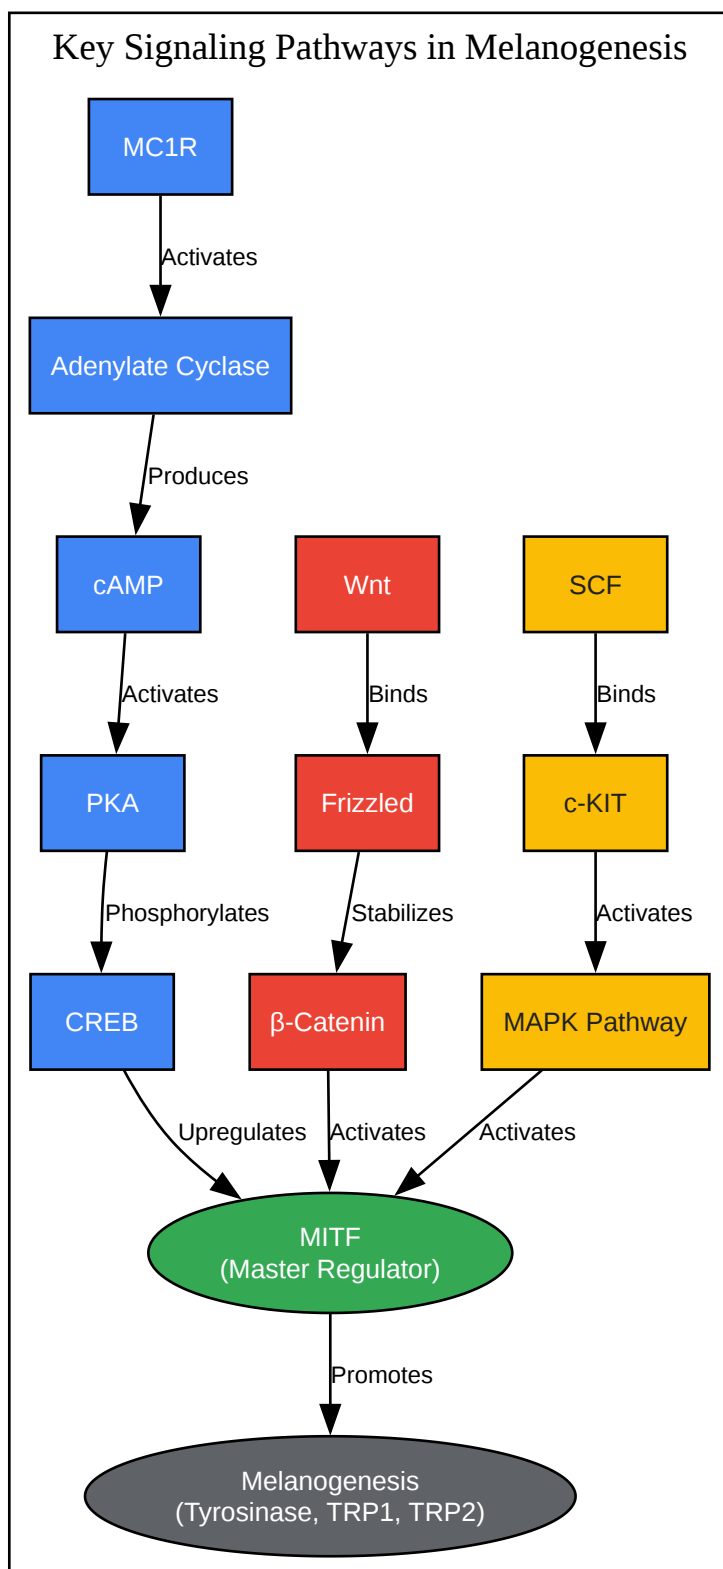 Key Signaling Pathways in Melanogenesis
MC1R
Activates
Adenylate Cyclase
Produces
cAMP
Wnt
SCF
Activates
Binds
Binds
PKA
Frizzled
c-KIT
Phosphorylates
Stabilizes
Activates
CREB
β-Catenin
MAPK Pathway
Upregulates
Activates
Activates
MITF
(Master Regulator)
Promotes
Melanogenesis
(Tyrosinase, TRP1, TRP2)